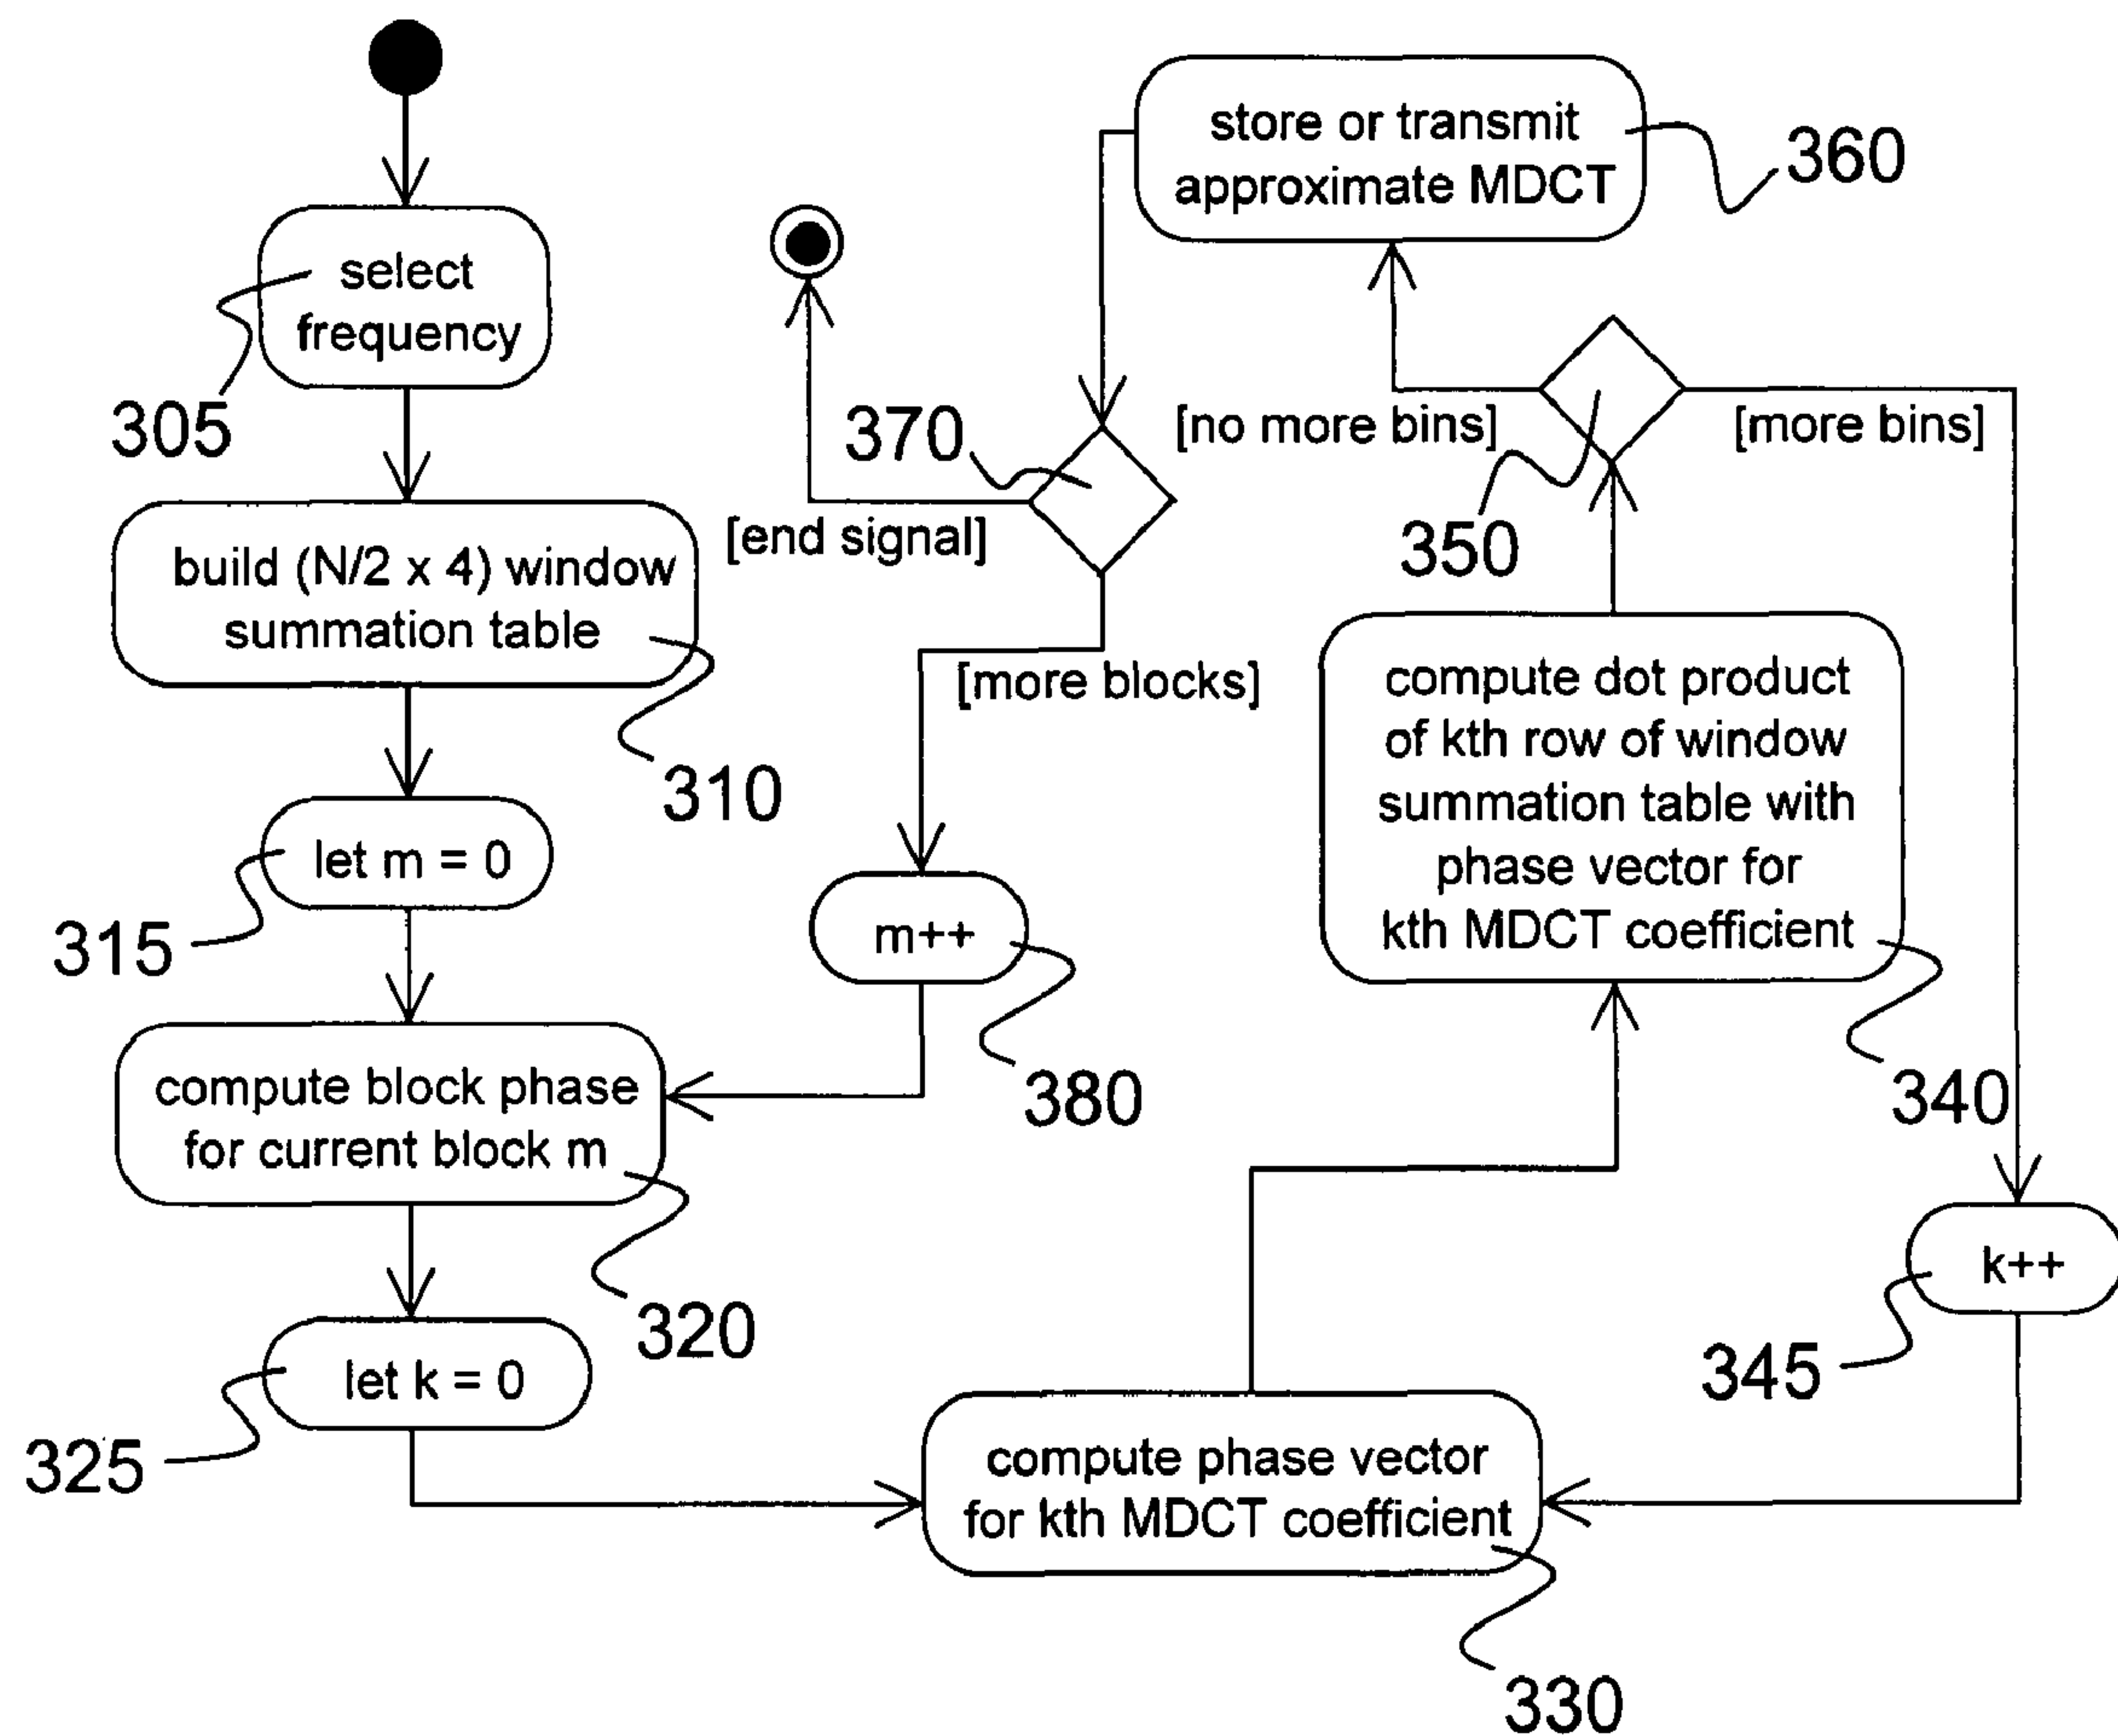 select
frequency
305
build (N/2 x 4) window
summation table
310
let m = 0
315
compute block phase
for current block m
320
let k = 0
325
compute phase vector
for kth MDCT coefficient
330
compute dot product
of kth row of window
summation table with
phase vector for
kth MDCT coefficient
340
k++
345
350
[no more bins]
[more bins]
store or transmit
approximate MDCT
360
370
[end signal]
[more blocks]
m++
380